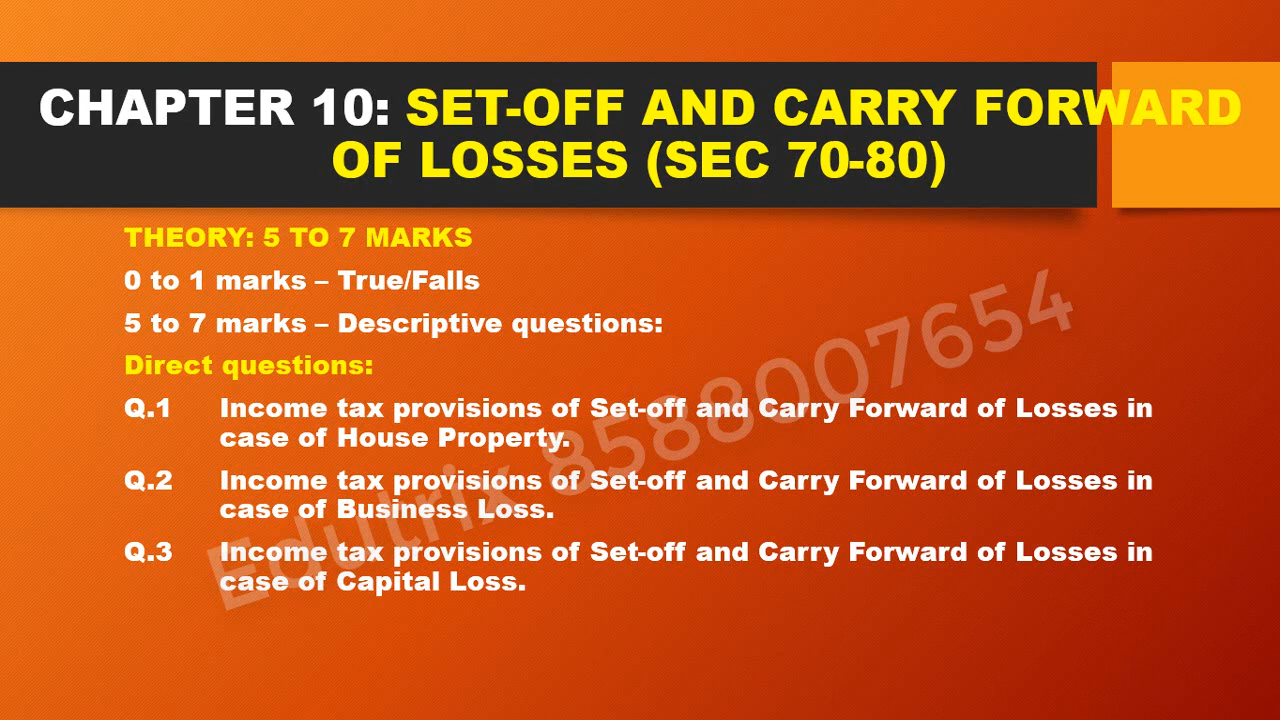 CHAPTER 10: SET-OFF AND CARRY FORWARD
OF LOSSES (SEC 70-80)
THEORY: 5 TO 7 MARKS
0 to 1 marks – True/Falls
5 to 7 marks – Descriptive questions:
Direct questions:
Q.1 Income tax provisions of Set-off and Carry Forward of Losses in
case of House Property.
Q.2 Income tax provisions of Set-off and Carry Forward of Losses in
case of Business Loss.
Q.3 Income tax provisions of Set-off and Carry Forward of Losses in
case of Capital Loss.
Edutrix 8588007654